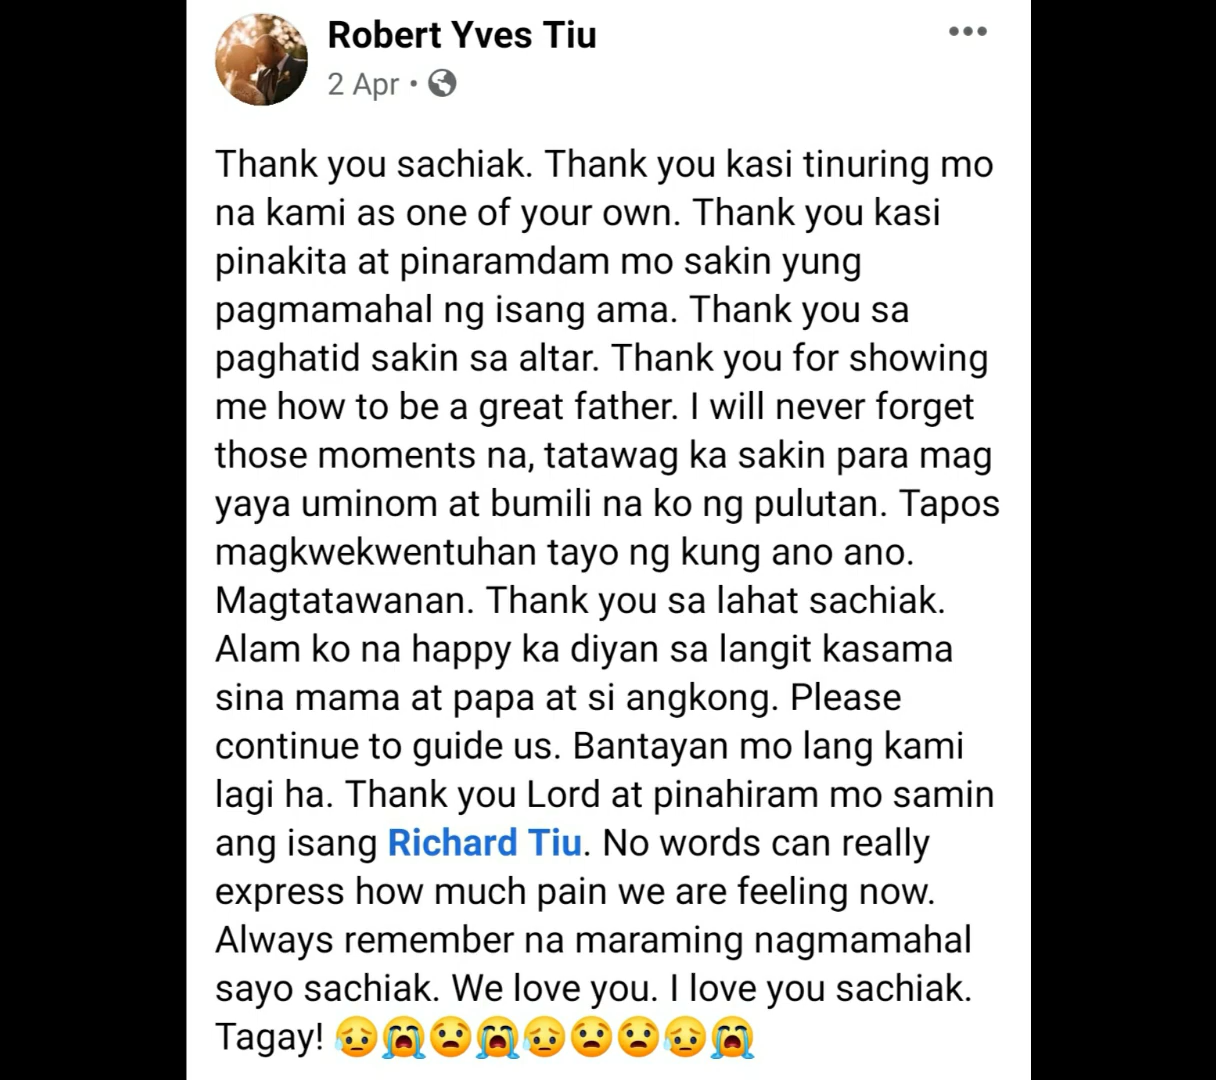 Robert Yves Tiu
2 Apr •
Thank you sachiak. Thank you kasi tinuring mo
na kami as one of your own. Thank you kasi
pinakita at pinaramdam mo sakin yung
pagmamahal ng isang ama. Thank you sa
paghatid sakin sa altar. Thank you for showing
me how to be a great father. I will never forget
those moments na, tatawag ka sakin para mag
yaya uminom at bumili na ko ng pulutan. Tapos
magkwekwentuhan tayo ng kung ano ano.
Magtatawanan. Thank you sa lahat sachiak.
Alam ko na happy ka diyan sa langit kasama
sina mama at papa at si angkong. Please
continue to guide us. Bantayan mo lang kami
lagi ha. Thank you Lord at pinahiram mo samin
ang isang Richard Tiu. No words can really
express how much pain we are feeling now.
Always remember na maraming nagmamahal
sayo sachiak. We love you. I love you sachiak.
Tagay! 😥😭😧😭😥😧😧😥😭